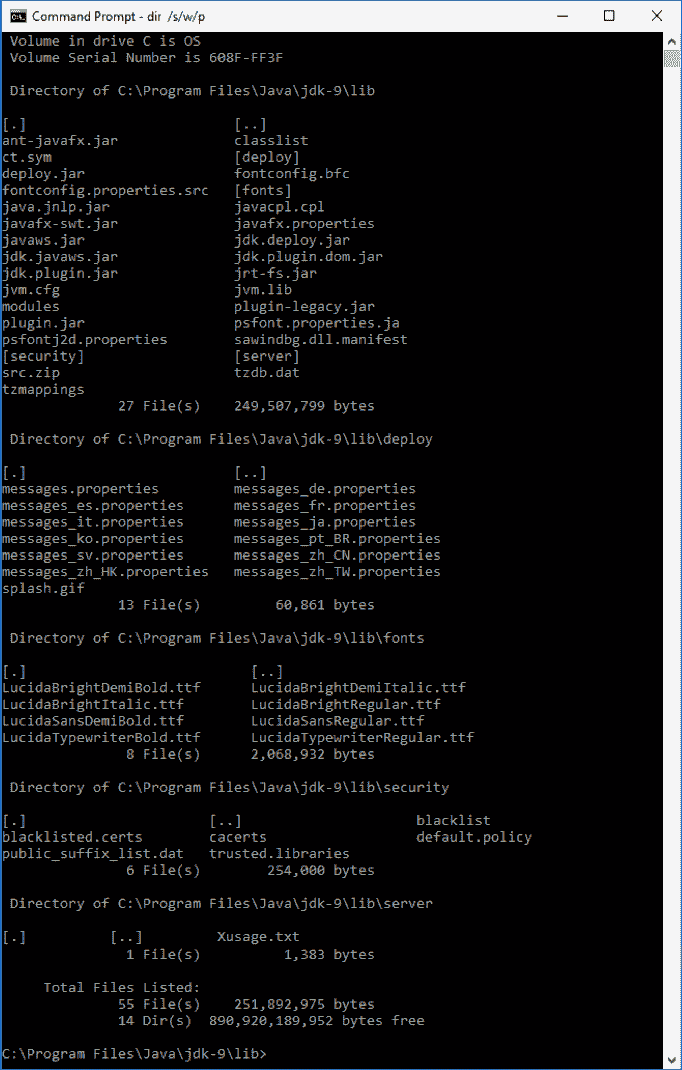 Command Prompt - dir /s/w/p
Volume in drive C is OS
Volume Serial Number is 608F-FF3F
Directory of C:\Program Files\Java\jdk-9\lib
[.] [..]
ant-javafx.jar classlist
ct.sym [deploy]
deploy.jar fontconfig.bfc
fontconfig.properties.src [fonts]
java.jnlp.jar javacpl.cpl
javafx-swt.jar javafx.properties
javaws.jar jdk.deploy.jar
jdk.javaws.jar jdk.plugin.dom.jar
jdk.plugin.jar jrt-fs.jar
jvm.cfg jvm.lib
modules plugin-legacy.jar
plugin.jar psfont.properties.ja
psfontj2d.properties sawindbg.dll.manifest
[security] [server]
src.zip tzdb.dat
tzmappings
27 File(s) 249,507,799 bytes
Directory of C:\Program Files\Java\jdk-9\lib\deploy
[.] [..]
messages.properties messages_de.properties
messages_es.properties messages_fr.properties
messages_it.properties messages_ja.properties
messages_ko.properties messages_pt_BR.properties
messages_sv.properties messages_zh_CN.properties
messages_zh_HK.properties messages_zh_TW.properties
splash.gif
13 File(s) 60,861 bytes
Directory of C:\Program Files\Java\jdk-9\lib\fonts
[.] [..]
LucidaBrightDemiBold.ttf LucidaBrightDemiItalic.ttf
LucidaBrightItalic.ttf LucidaBrightRegular.ttf
LucidaSansDemiBold.ttf LucidaSansRegular.ttf
LucidaTypewriterBold.ttf LucidaTypewriterRegular.ttf
8 File(s) 2,068,932 bytes
Directory of C:\Program Files\Java\jdk-9\lib\security
[.] [..] blacklist
blacklisted.certs cacerts default.policy
public_suffix_list.dat trusted.libraries
6 File(s) 254,000 bytes
Directory of C:\Program Files\Java\jdk-9\lib\server
[.] [..] Xusage.txt
1 File(s) 1,383 bytes
Total Files Listed:
55 File(s) 251,892,975 bytes
14 Dir(s) 890,920,189,952 bytes free
C:\Program Files\Java\jdk-9\lib>